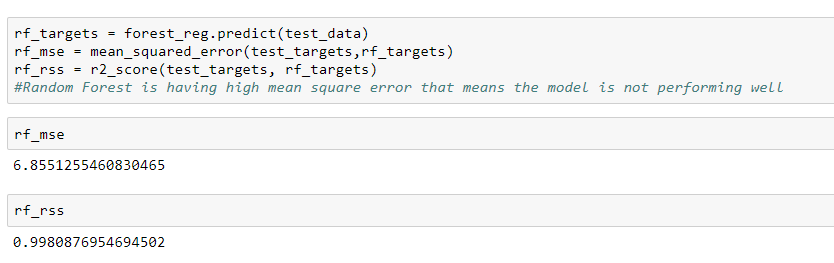 rf_targets = forest_reg.predict(test_data)
rf_mse = mean_squared_error(test_targets,rf_targets)
rf_rss = r2_score(test_targets, rf_targets)
#Random Forest is having high mean square error that means the model is not performing well
rf_mse
6.8551255460830465
rf_rss
0.9980876954694502